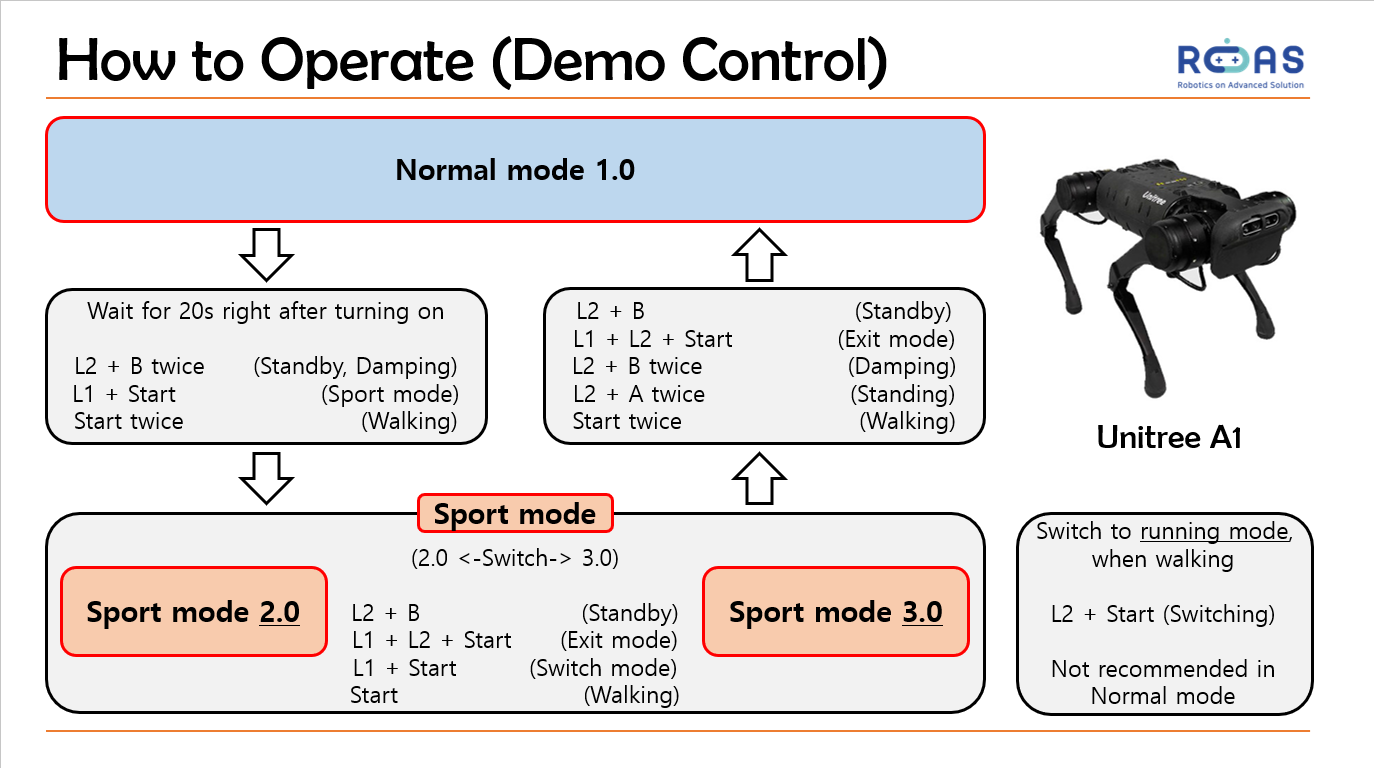 How to Operate (Demo Control)
ROAS
Robotics on Advanced Solution
Normal mode 1.0
Wait for 20s right after turning on
L2 + B twice (Standby, Damping)
L1 + Start (Sport mode)
Start twice (Walking)
L2 + B (Standby)
L1 + L2 + Start (Exit mode)
L2 + B twice (Damping)
L2 + A twice (Standing)
Start twice (Walking)
Unitree
Unitree A1
Sport mode
(2.0 <-Switch-> 3.0)
Sport mode 2.0
L2 + B (Standby)
L1 + L2 + Start (Exit mode)
L1 + Start (Switch mode)
Start (Walking)
Sport mode 3.0
Switch to running mode,
when walking
L2 + Start (Switching)
Not recommended in
Normal mode